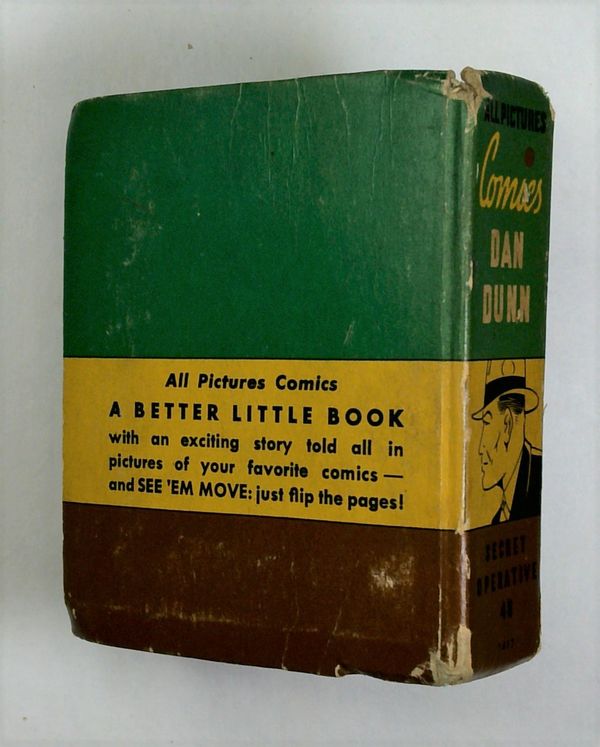 All Pictures Comics
A BETTER LITTLE BOOK
with an exciting story told all in
pictures of your favorite comics —
and SEE 'EM MOVE: just flip the pages!
ALL PICTURES
Comics
DAN
DUNN
SECRET
OPERATIVE
48